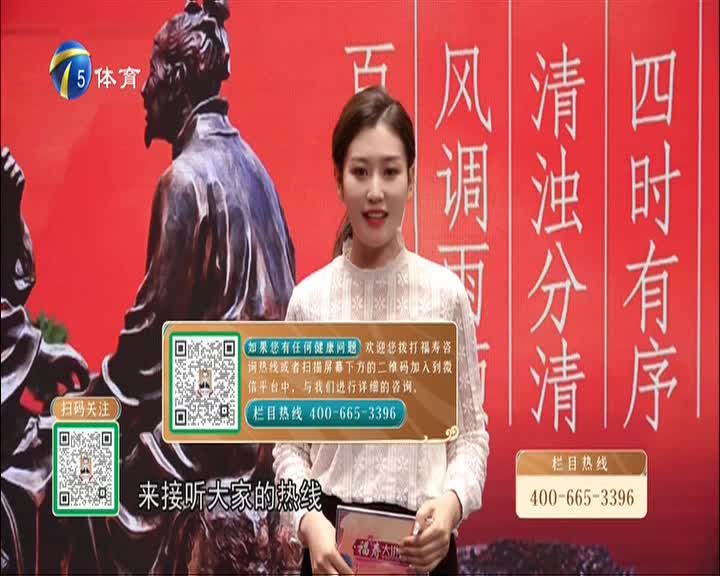 5 体育
四时有序
清浊分清
风调雨
百
如果您有任何健康问题 欢迎您拨打福寿咨
询热线或者扫描屏幕下方的二维码加入到微
信平台中，与我们进行详细的咨询。
栏目热线 400-665-3396
扫码关注
栏目热线
400-665-3396
来接听大家的热线
福寿大讲